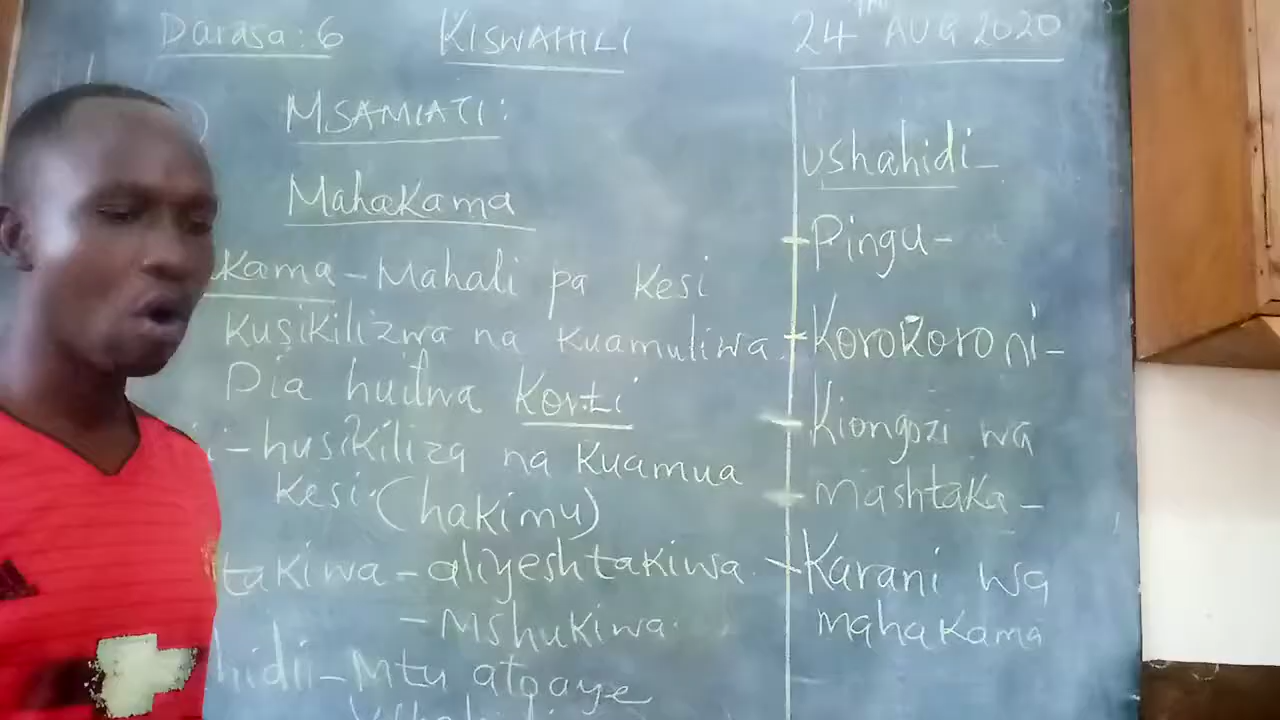 Darasa: 6 KISWAHILI 24TH AUG 2020
MSAMIATI:
Mahakama
kama - Mahali pa kesi
kusikilizwa na kuamuliwa.
Pia huitwa Korti
i - husikiliza na kuamua
kesi. (hakimu)
takiwa - aliyeshtakiwa.
- Mshukiwa.
hidii - Mtu atoaye
ushahidi -
Pingu -
Korokoroni -
Kiongozi wa
mashtaka -
Karani wa
mahakama